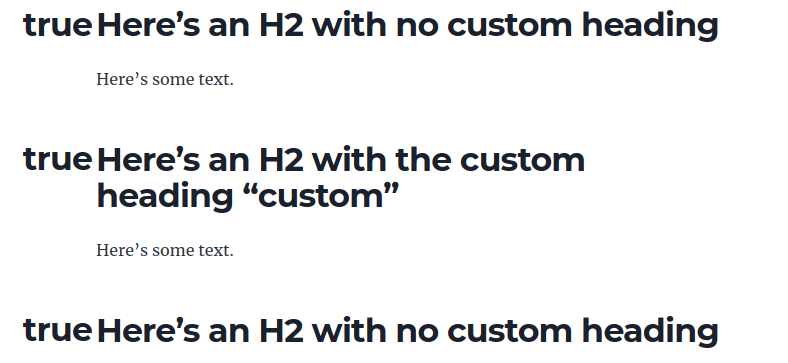 true Here’s an H2 with no custom heading
Here’s some text.
true Here’s an H2 with the custom
heading “custom”
Here’s some text.
true Here’s an H2 with no custom heading